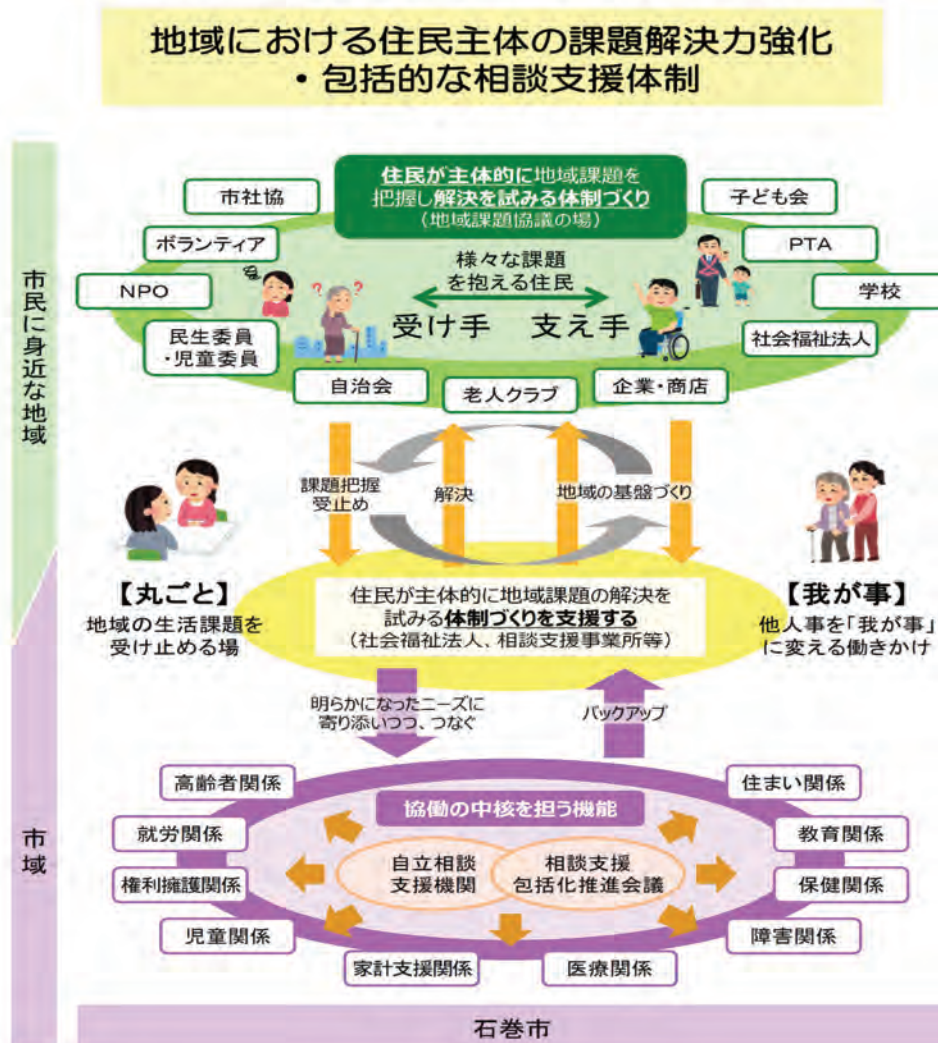 地域における住民主体の課題解決力強化
・包括的な相談支援体制
市民に身近な地域
市域
住民が主体的に地域課題を
把握し解決を試みる体制づくり
(地域課題協議の場)
市社協
ボランティア
NPO
民生委員
・児童委員
自治会
老人クラブ
企業・商店
社会福祉法人
学校
PTA
子ども会
様々な課題
を抱える住民
受け手
支え手
? ?
課題把握
受止め
解決
地域の基盤づくり
【丸ごと】
地域の生活課題を
受け止める場
住民が主体的に地域課題の解決を
試みる体制づくりを支援する
(社会福祉法人、相談支援事業所等)
【我が事】
他人事を「我が事」
に変える働きかけ
明らかになったニーズに
寄り添いつつ、つなぐ
バックアップ
協働の中核を担う機能
自立相談
支援機関
相談支援
包括化推進会議
高齢者関係
就労関係
権利擁護関係
児童関係
家計支援関係
医療関係
障害関係
保健関係
教育関係
住まい関係
石巻市